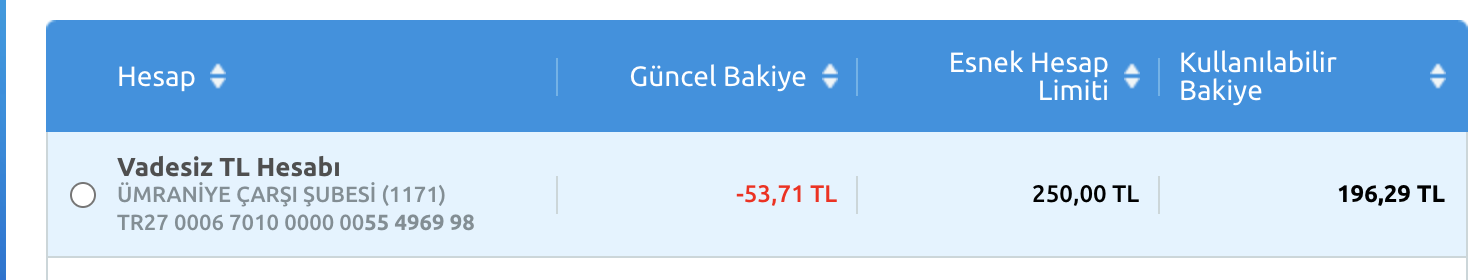 Hesap
Güncel Bakiye
Esnek Hesap
Limiti
Kullanılabilir
Bakiye
Vadesiz TL Hesabı
ÜMRANİYE ÇARŞI ŞUBESİ (1171)
TR27 0006 7010 0000 0055 4969 98
-53,71 TL
250,00 TL
196,29 TL